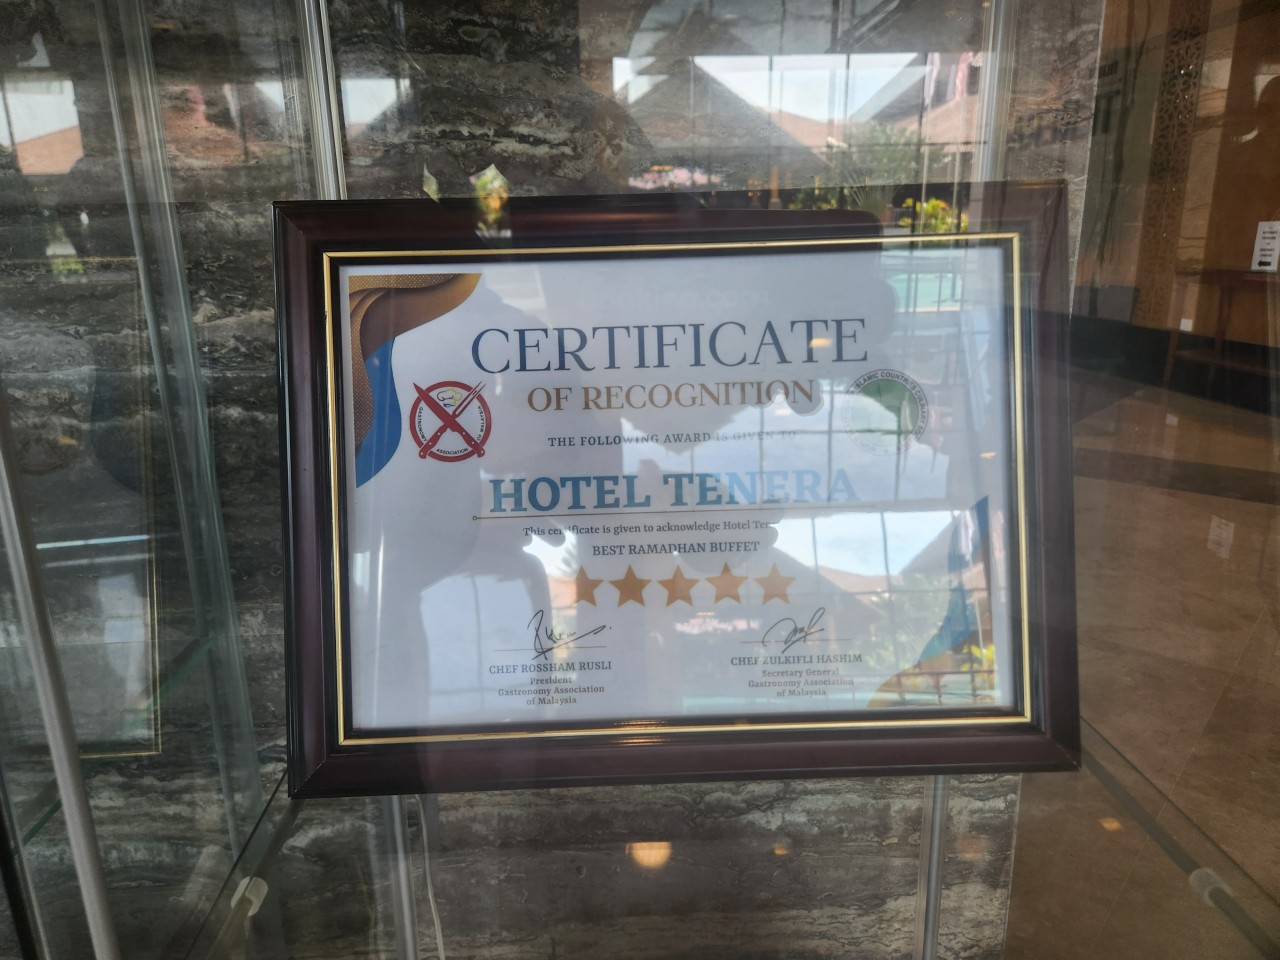 CERTIFICATE
OF RECOGNITION
THE FOLLOWING AWARD IS GIVEN TO
HOTEL TENERA
This certificate is given to acknowledge Hotel
BEST RAMADHAN BUFFET
CHEF ROSSHAM RUSLI
President
Gastronomy Association
of Malaysia
CHEF ZULKIFLI HASHIM
Secretary General
Gastronomy Association
of Malaysia